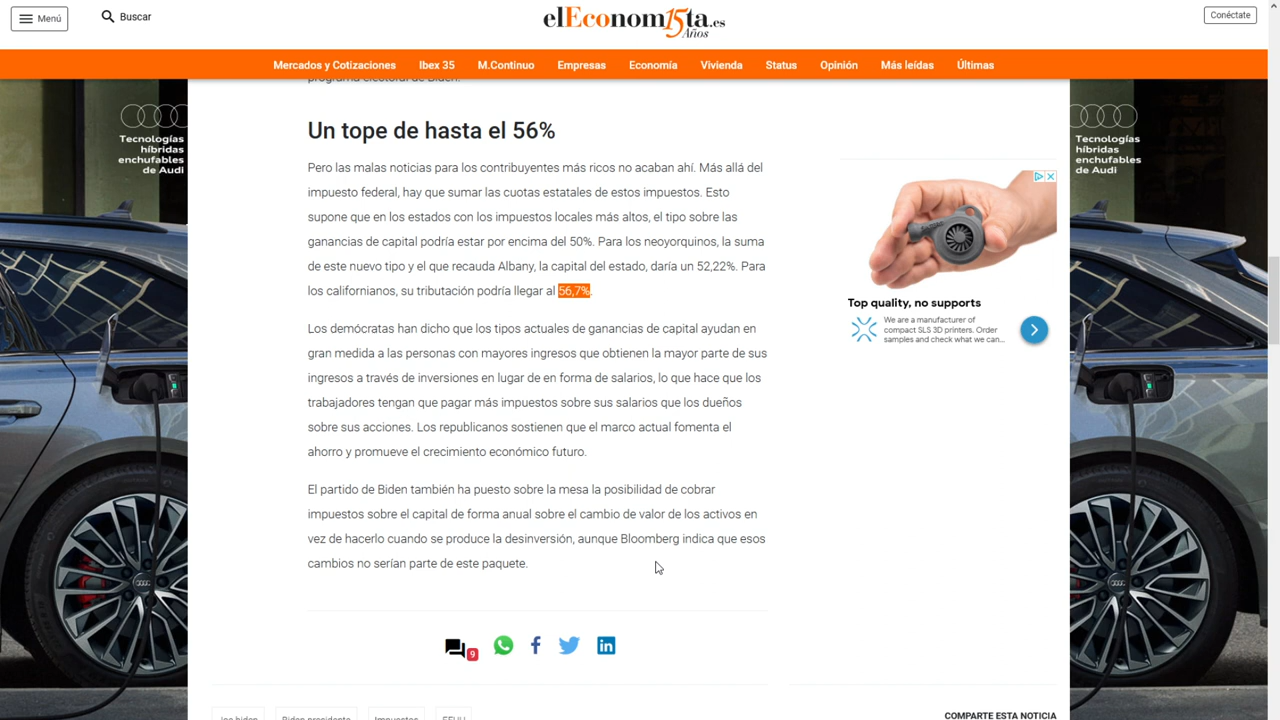 Menú
Buscar
elEconom15ta.es
Años
Conéctate
Mercados y Cotizaciones Ibex 35 M.Continuo Empresas Economía Vivienda Status Opinión Más leídas Últimas
programa electoral de Biden.
Un tope de hasta el 56%
Pero las malas noticias para los contribuyentes más ricos no acaban ahí. Más allá del
impuesto federal, hay que sumar las cuotas estatales de estos impuestos. Esto
supone que en los estados con los impuestos locales más altos, el tipo sobre las
ganancias de capital podría estar por encima del 50%. Para los neoyorquinos, la suma
de este nuevo tipo y el que recauda Albany, la capital del estado, daría un 52,22%. Para
los californianos, su tributación podría llegar al 56,7%.
Los demócratas han dicho que los tipos actuales de ganancias de capital ayudan en
gran medida a las personas con mayores ingresos que obtienen la mayor parte de sus
ingresos a través de inversiones en lugar de en forma de salarios, lo que hace que los
trabajadores tengan que pagar más impuestos sobre sus salarios que los dueños
sobre sus acciones. Los republicanos sostienen que el marco actual fomenta el
ahorro y promueve el crecimiento económico futuro.
El partido de Biden también ha puesto sobre la mesa la posibilidad de cobrar
impuestos sobre el capital de forma anual sobre el cambio de valor de los activos en
vez de hacerlo cuando se produce la desinversión, aunque Bloomberg indica que esos
cambios no serían parte de este paquete.
9
Joe biden Biden presidente Impuestos EEUU
Tecnologías
híbridas
enchufables
de Audi
Top quality, no supports
We are a manufacturer of
compact SLS 3D printers. Order
samples and check what we can...
COMPARTE ESTA NOTICIA
Tecnologías
híbridas
enchufables
de Audi